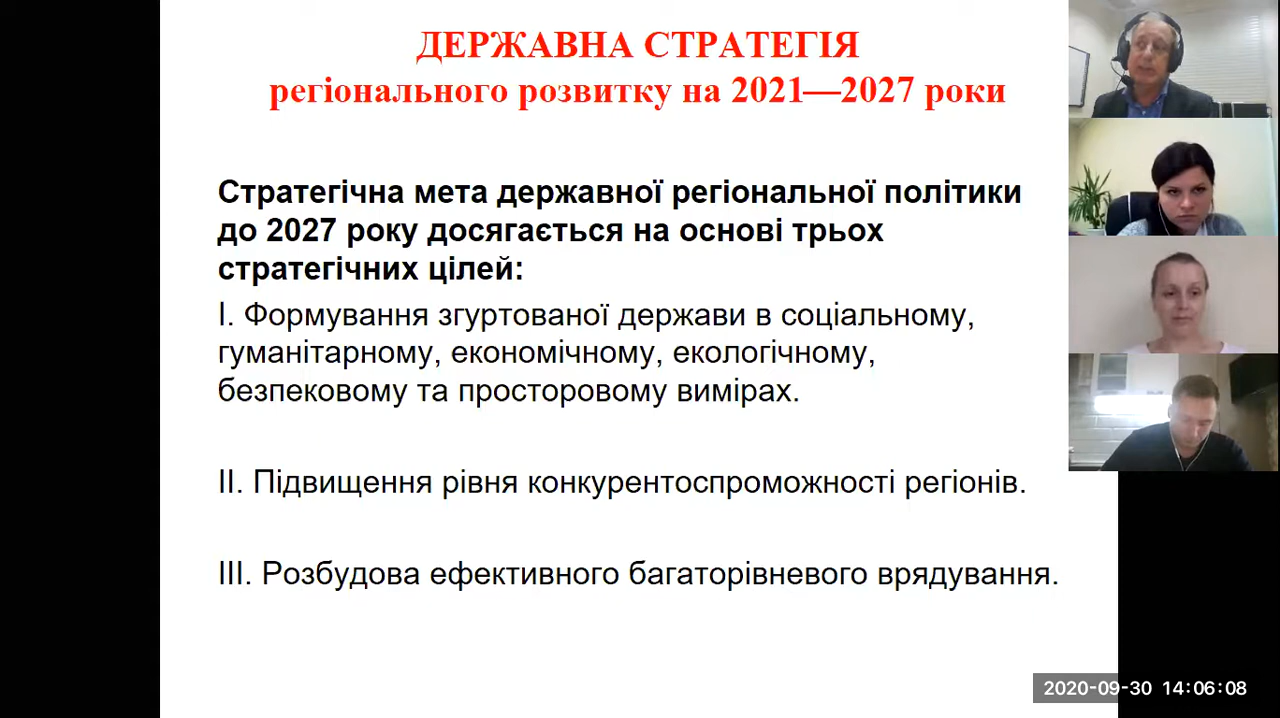 ДЕРЖАВНА СТРАТЕГІЯ
регіонального розвитку на 2021—2027 роки
Стратегічна мета державної регіональної політики
до 2027 року досягається на основі трьох
стратегічних цілей:
І. Формування згуртованої держави в соціальному,
гуманітарному, економічному, екологічному,
безпековому та просторовому вимірах.
ІІ. Підвищення рівня конкурентоспроможності регіонів.
ІІІ. Розбудова ефективного багаторівневого врядування.
2020-09-30 14:06:08